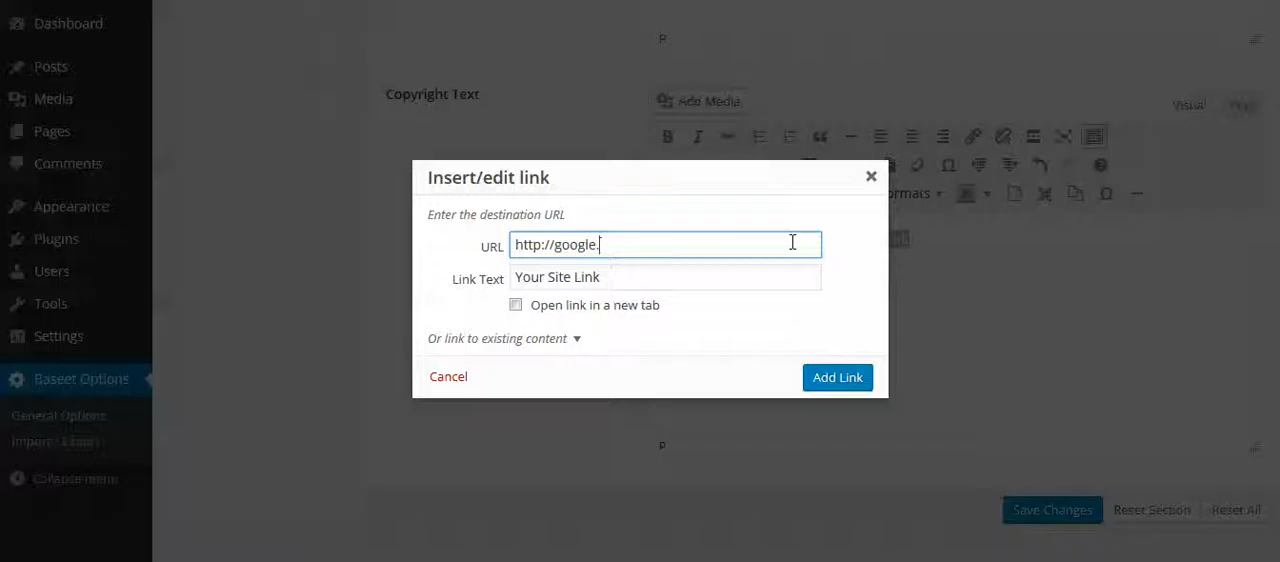 Dashboard
Posts
Media
Pages
Comments
Appearance
Plugins
Users
Tools
Settings
Baseet Options
General Options
Import / Export
Collapse menu
P
Copyright Text
Add Media
Visual
ormats
Insert/edit link
Enter the destination URL
URL http://google.
Link Text Your Site Link
Open link in a new tab
Or link to existing content
Cancel
Add Link
P
Save Changes
Reset Section
Reset All